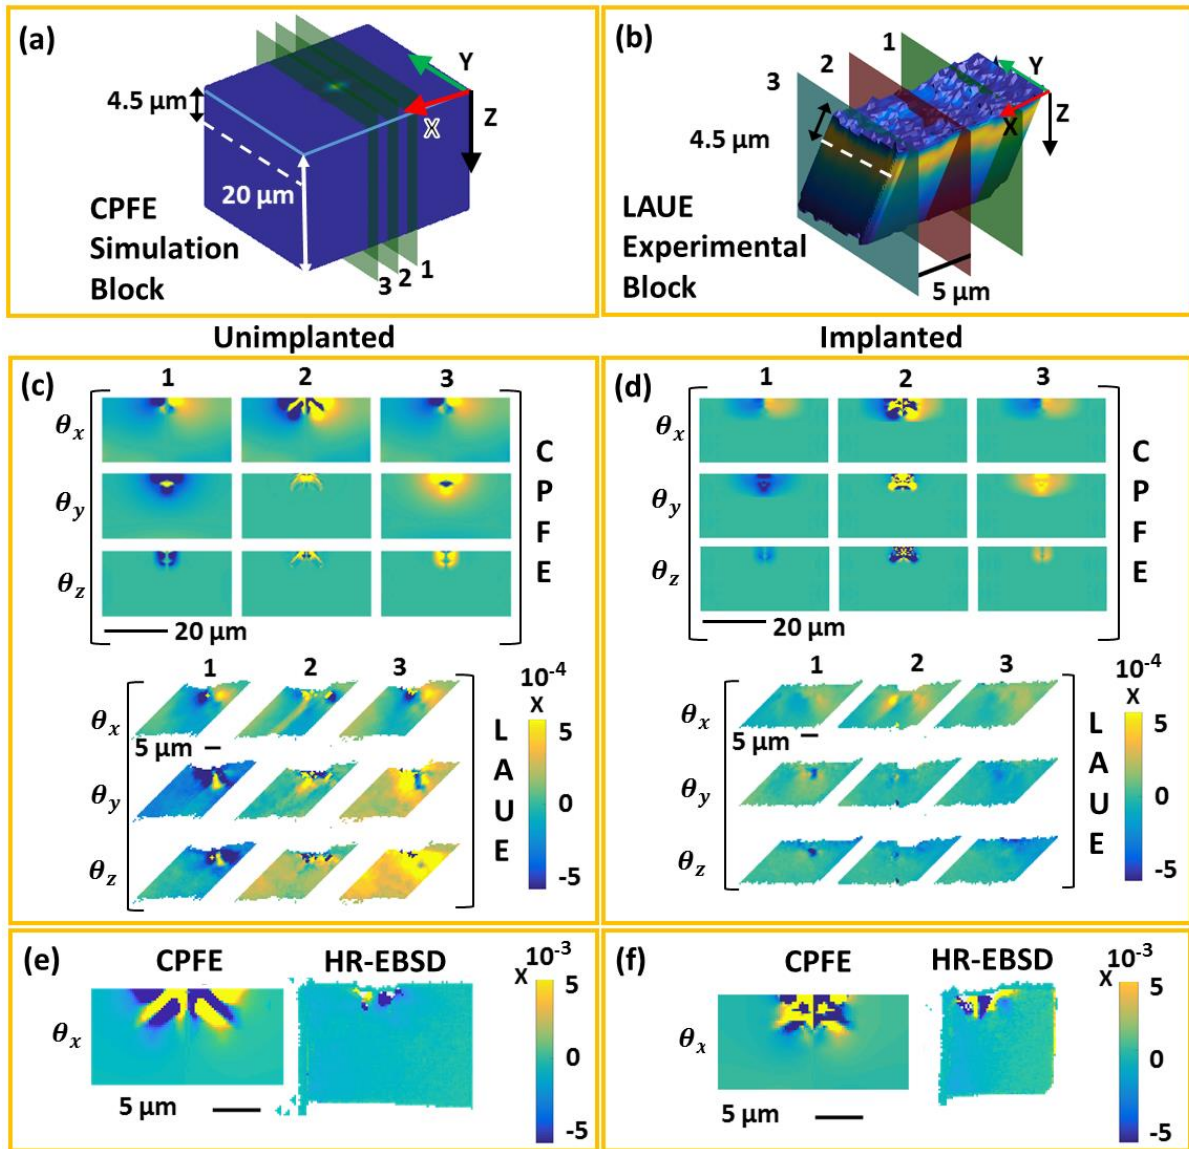 (a)
4.5 μm
20 μm
Y
X
Z
CPFE
Simulation
Block
3 2 1
(b)
1
2
3
4.5 μm
Y
X
Z
LAUE
Experimental
Block
5 μm
Unimplanted
Implanted
(c)
1 2 3
θx
θy
θz
C
P
F
E
20 μm
1 2 3
θx
5 μm
θy
θz
L
A
U
E
10-4
X
5
0
-5
(d)
1 2 3
θx
θy
θz
C
P
F
E
20 μm
1 2 3
θx
5 μm
θy
θz
L
A
U
E
10-4
X
5
0
-5
(e)
CPFE HR-EBSD
θx
5 μm
10-3
X
5
0
-5
(f)
CPFE HR-EBSD
θx
5 μm
10-3
X
5
0
-5